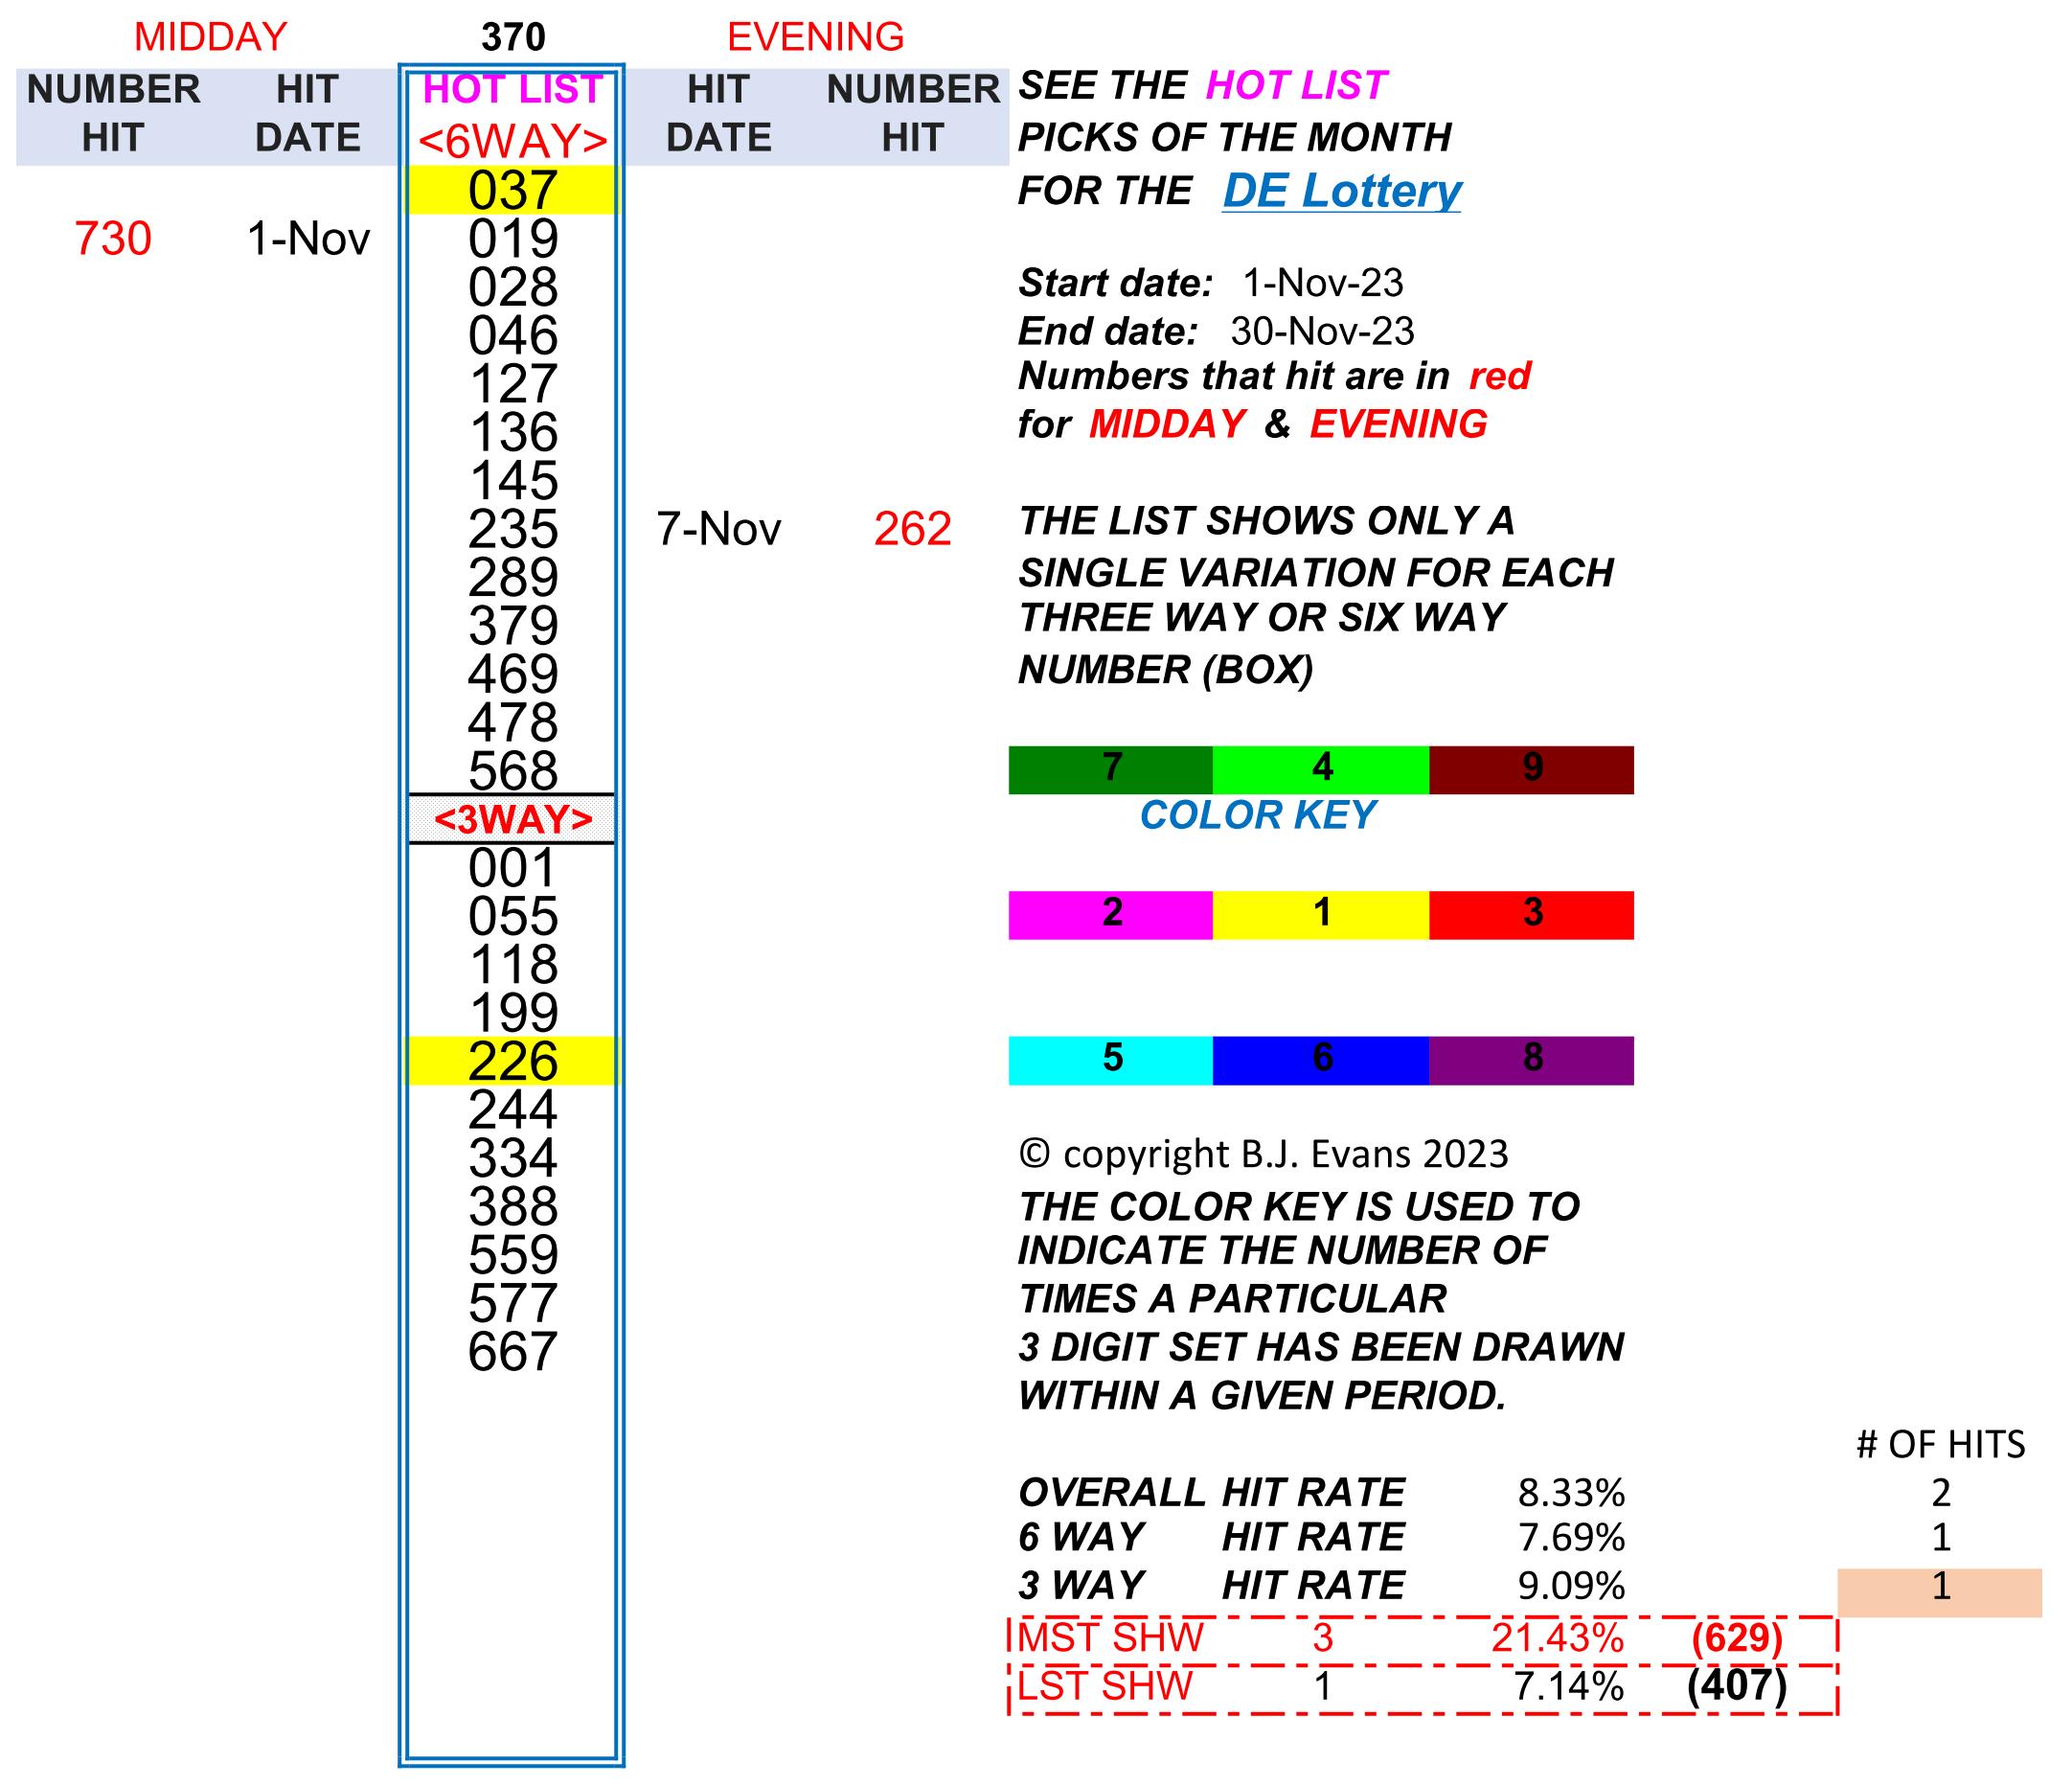 MIDDAY 370 EVENING
NUMBER HIT HOT LIST HIT NUMBER SEE THE HOT LIST
HIT DATE <6WAY> DATE HIT PICKS OF THE MONTH
037 FOR THE DE Lottery
730 1-Nov 019
028 Start date: 1-Nov-23
046 End date: 30-Nov-23
127 Numbers that hit are in red
136 for MIDDAY & EVENING
145
235 7-Nov 262 THE LIST SHOWS ONLY A
289 SINGLE VARIATION FOR EACH
379 THREE WAY OR SIX WAY
469 NUMBER (BOX)
478
568 7 4 9
<3WAY> COLOR KEY
001
055 2 1 3
118
199
226 5 6 8
244
334 © copyright B.J. Evans 2023
388 THE COLOR KEY IS USED TO
559 INDICATE THE NUMBER OF
577 TIMES A PARTICULAR
667 3 DIGIT SET HAS BEEN DRAWN
WITHIN A GIVEN PERIOD.
# OF HITS
OVERALL HIT RATE 8.33% 2
6 WAY HIT RATE 7.69% 1
3 WAY HIT RATE 9.09% 1
MST SHW 3 21.43% (629)
LST SHW 1 7.14% (407)